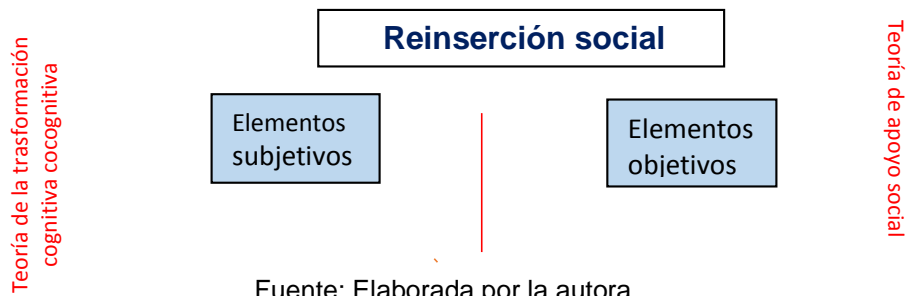 Reinserción social
Teoría de la trasformación
cognitiva cocognitiva
Elementos
subjetivos
Elementos
objetivos
Teoría de apoyo social
Fuente: Elaborada por la autora